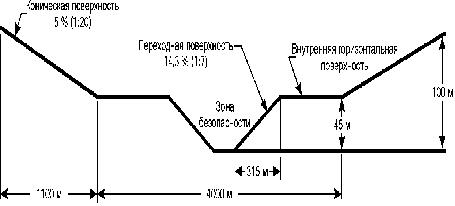 Коническая поверхность
5 % (1:20)
Переходная поверхность
14,3 % (1:7)
Внутренняя горизонтальная
поверхность
Зона
безопасности
100 м
45 м
315 м
1100 м
4000 м